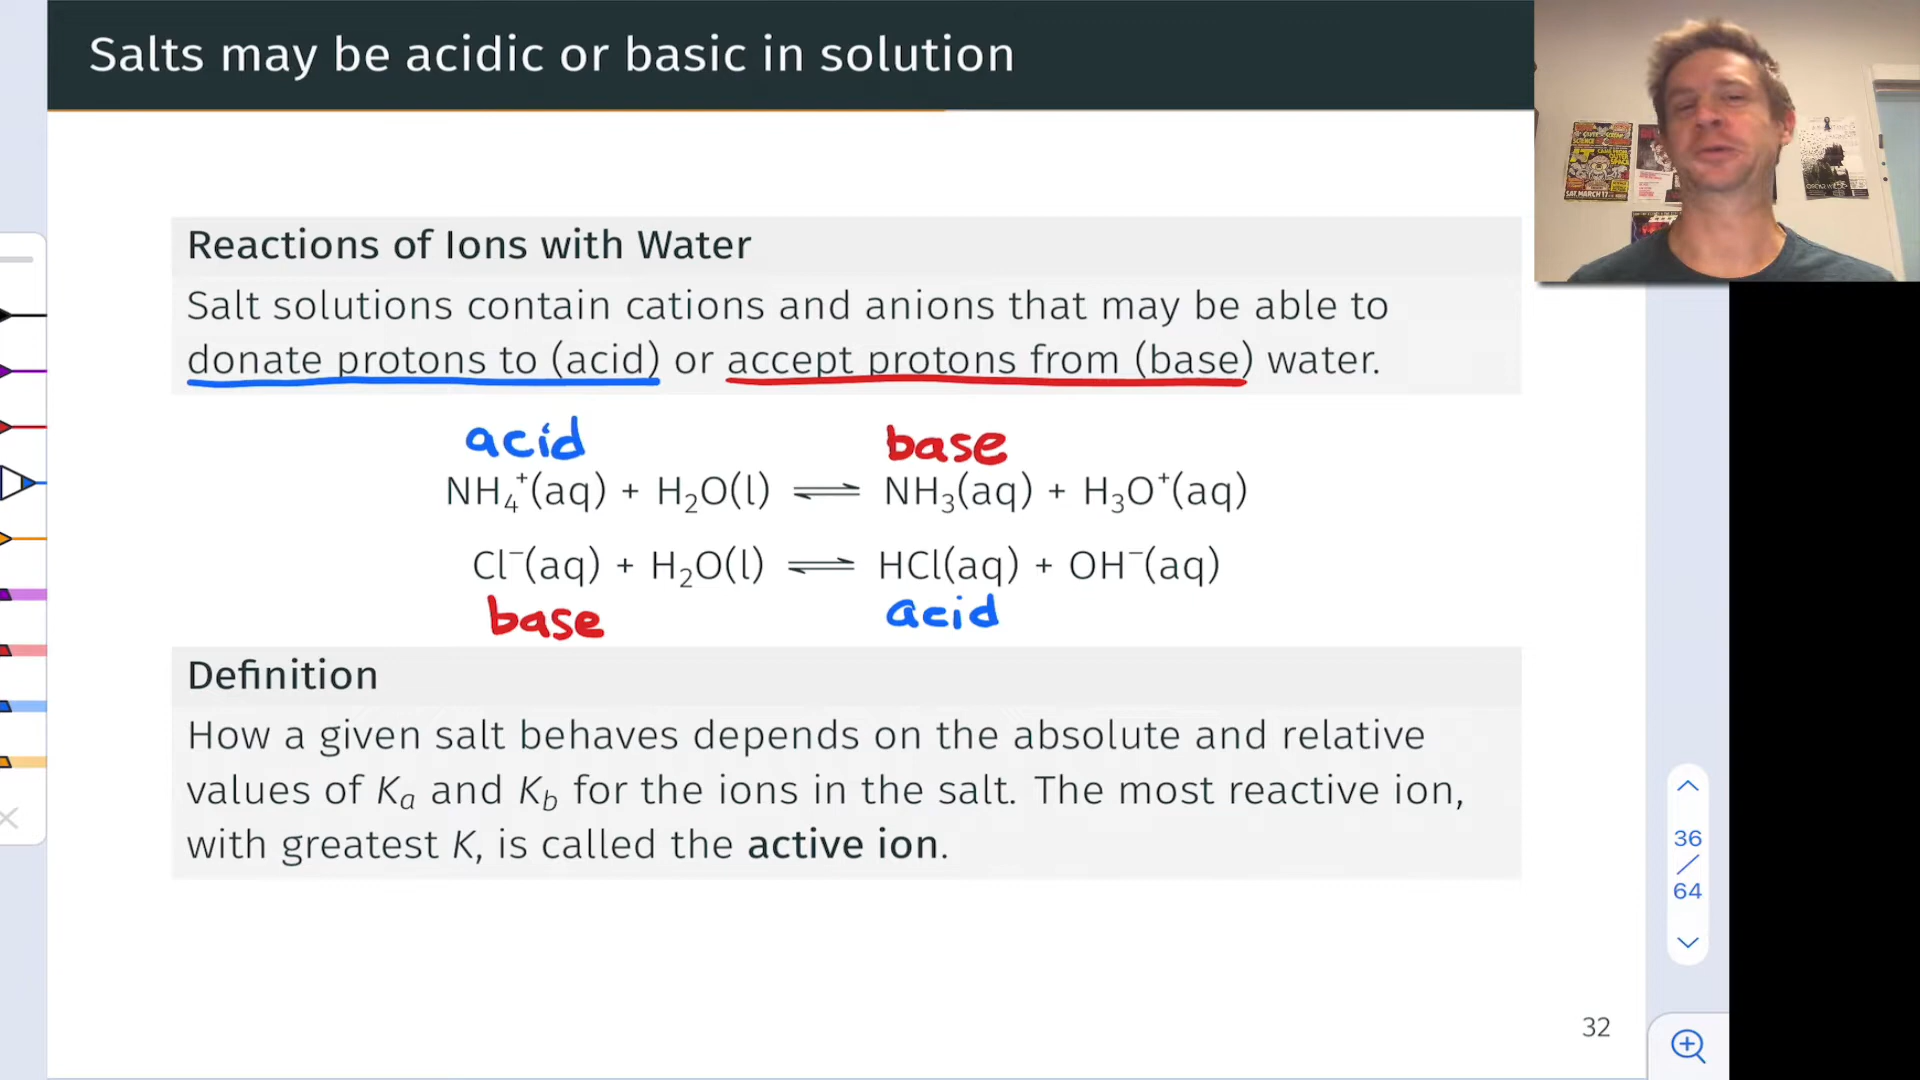 Salts may be acidic or basic in solution
Reactions of Ions with Water
Salt solutions contain cations and anions that may be able to
donate protons to (acid) or accept protons from (base) water.
acid base
NH₄⁺(aq) + H₂O(l) ⇌ NH₃(aq) + H₃O⁺(aq)
Cl⁻(aq) + H₂O(l) ⇌ HCl(aq) + OH⁻(aq)
base acid
Definition
How a given salt behaves depends on the absolute and relative
values of Kₐ and K_b for the ions in the salt. The most reactive ion,
with greatest K, is called the active ion.
36
/
64
32
SAT. MARCH 17